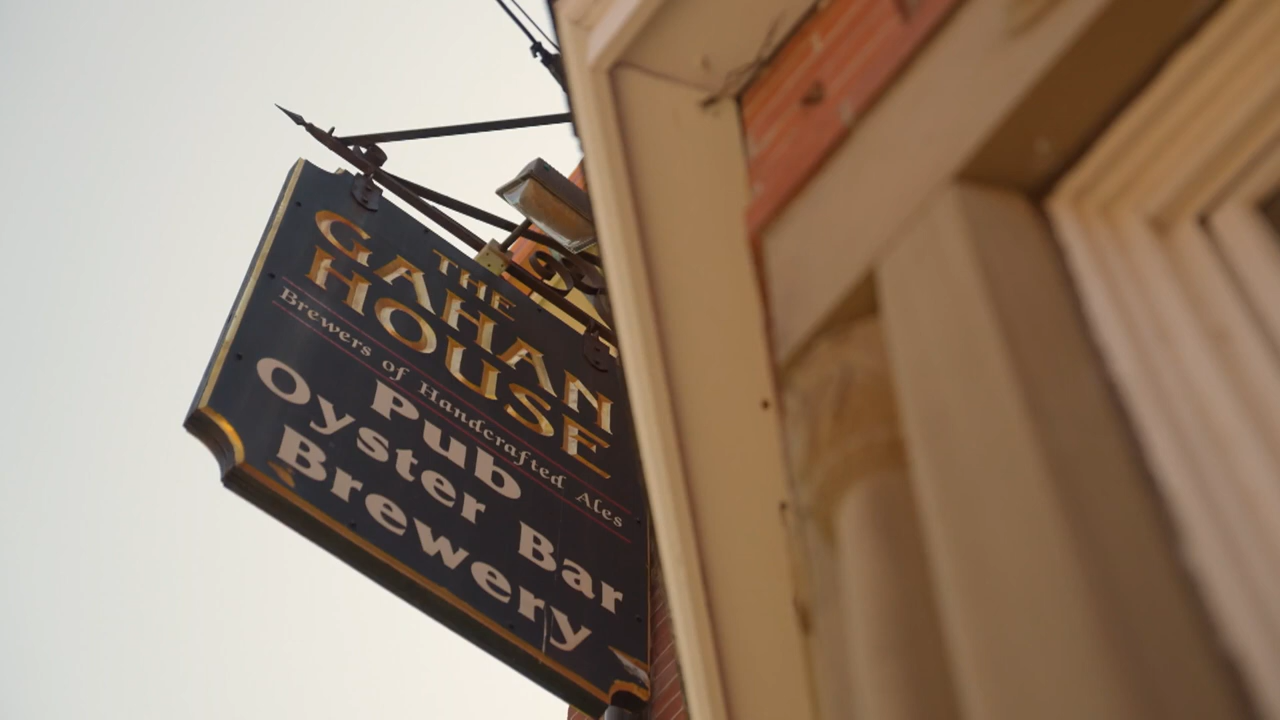 THE
GAHAN
HOUSE
Brewers of Handcrafted Ales
Pub
Oyster Bar
Brewery